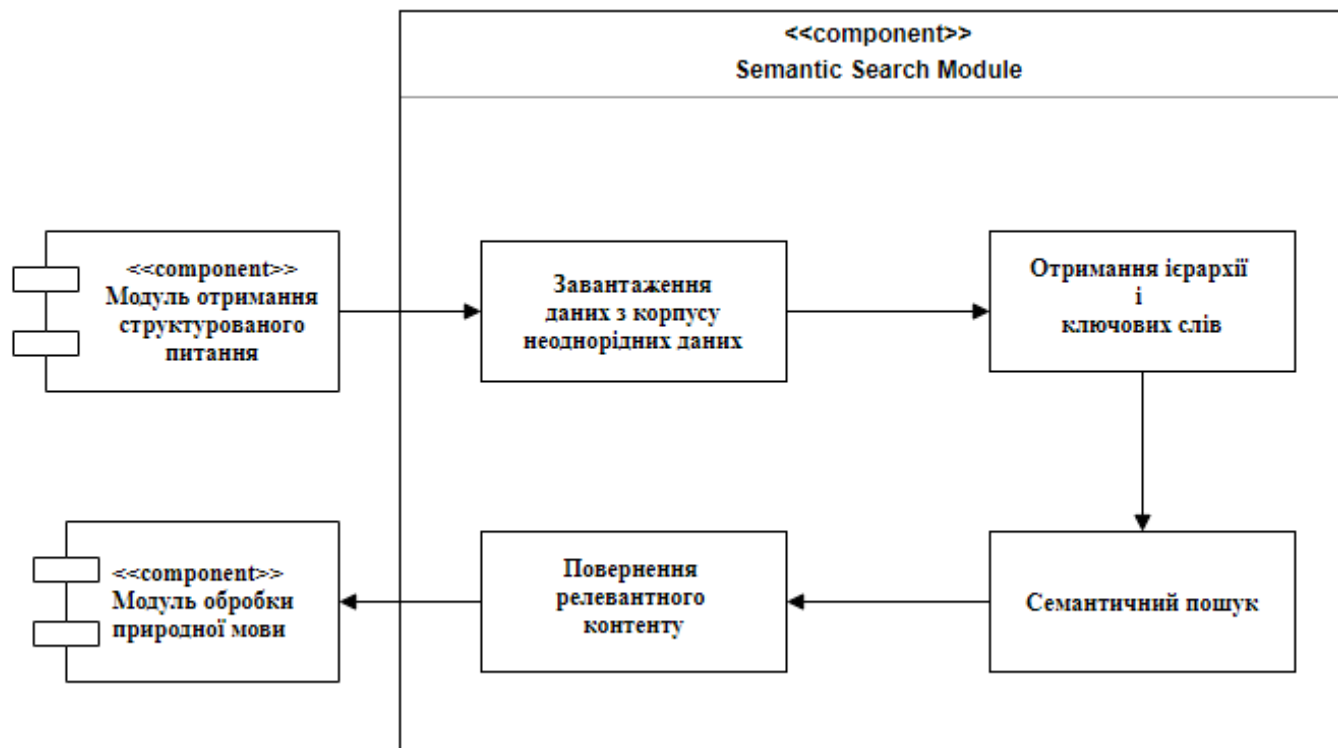 <<component>>
Semantic Search Module
<<component>>
Модуль отримання
структурованого
питання
Завантаження
даних з корпусу
неоднорідних даних
Отримання ієрархії
і
ключових слів
<<component>>
Модуль обробки
природної мови
Повернення
релевантного
контенту
Семантичний пошук